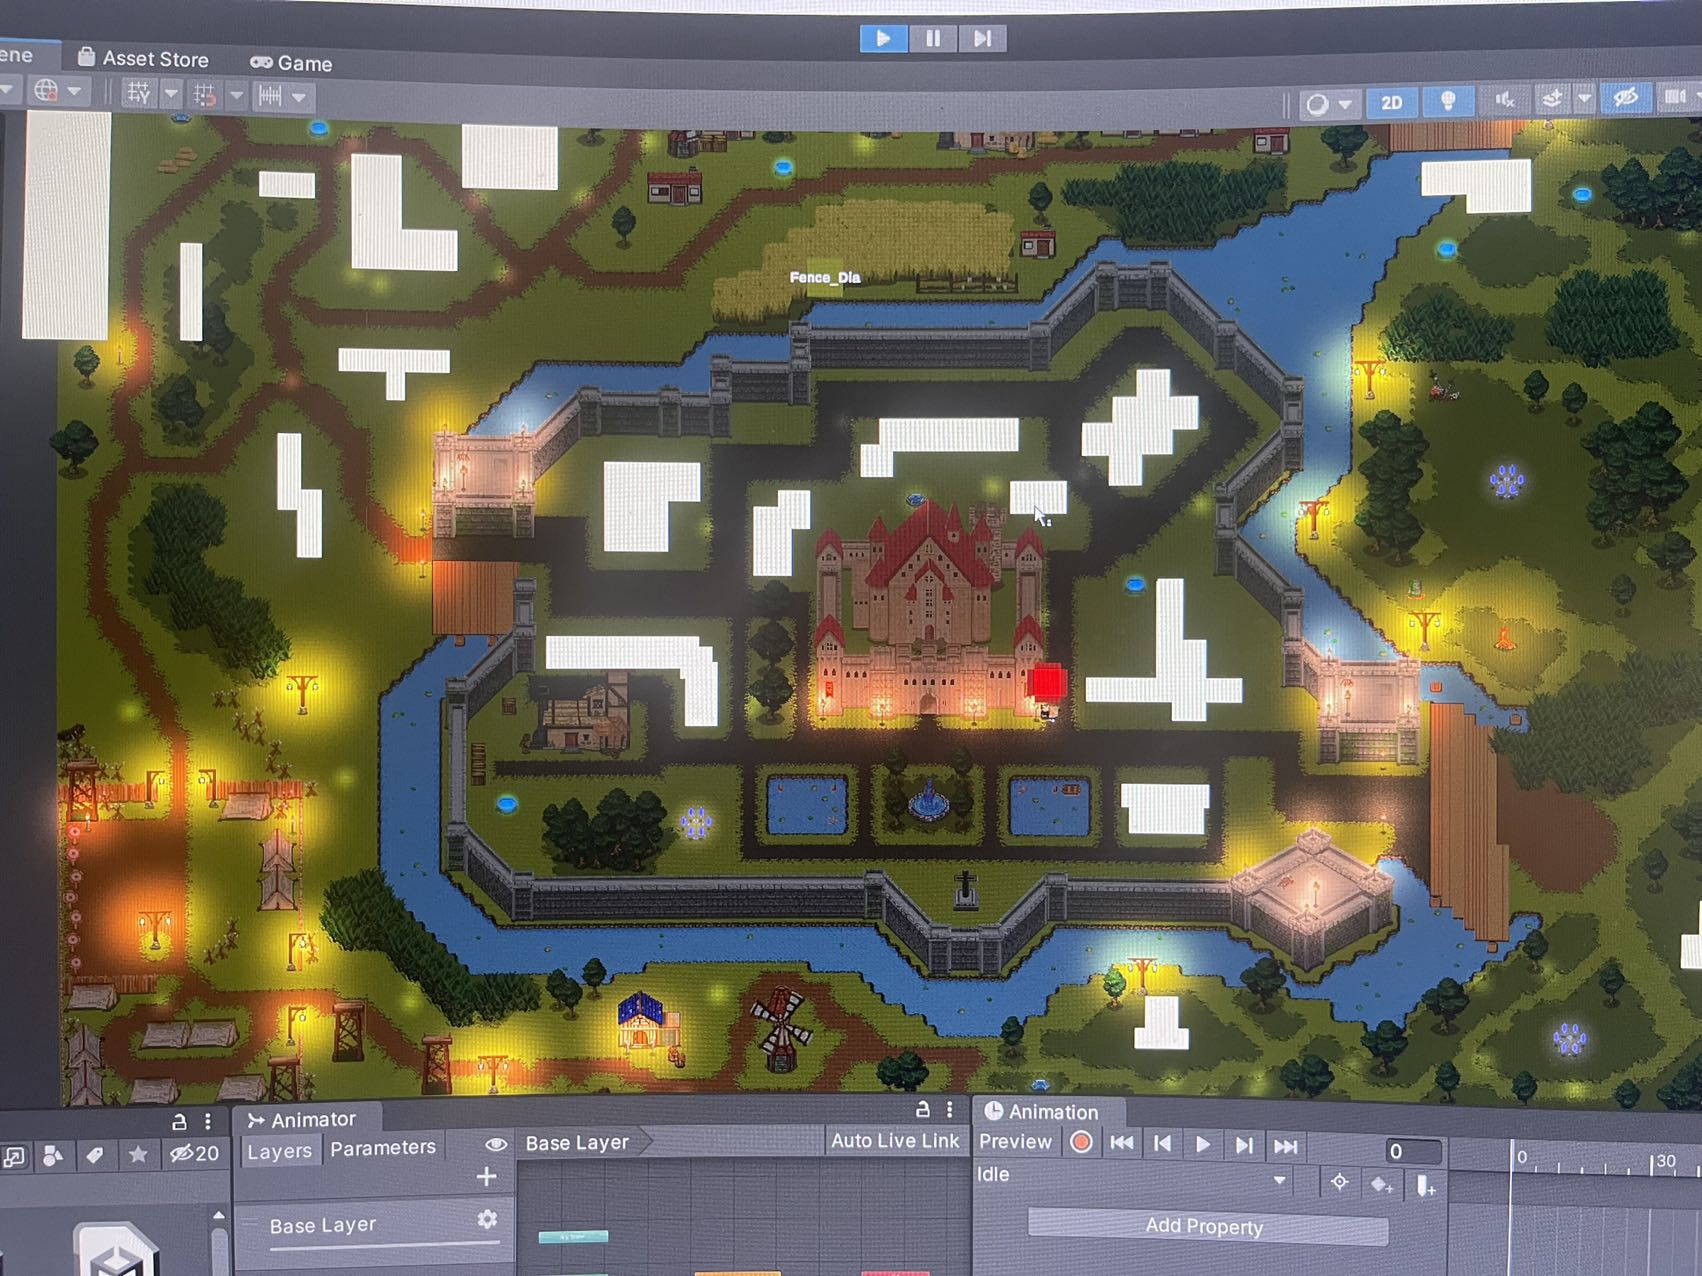 ene
Asset Store
Game
2D
Fence_Dia
20
Animator
Layers
Parameters
Base Layer
Auto Live Link
Base Layer
Animation
Preview
0
0
30
Idle
Add Property